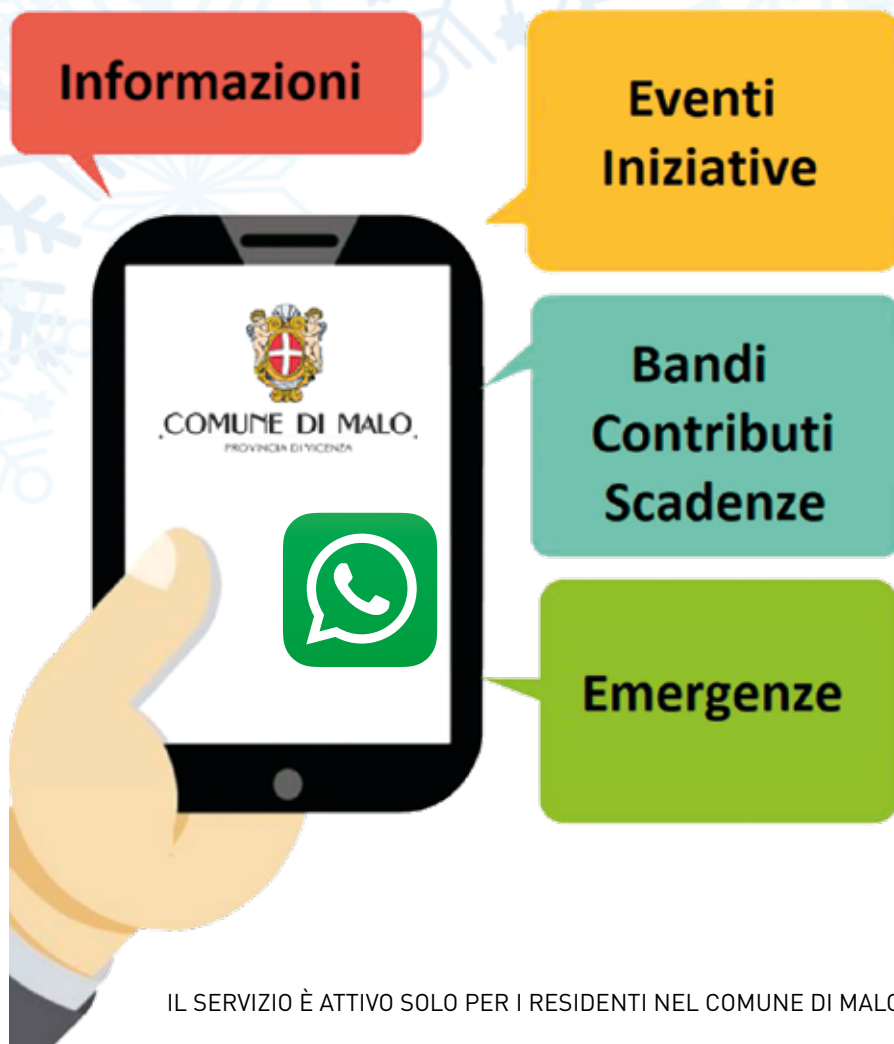 Informazioni
Eventi
Iniziative
COMUNE DI MALO
PROVINCIA DI VICENZA
Bandi
Contributi
Scadenze
Emergenze
IL SERVIZIO È ATTIVO SOLO PER I RESIDENTI NEL COMUNE DI MALO